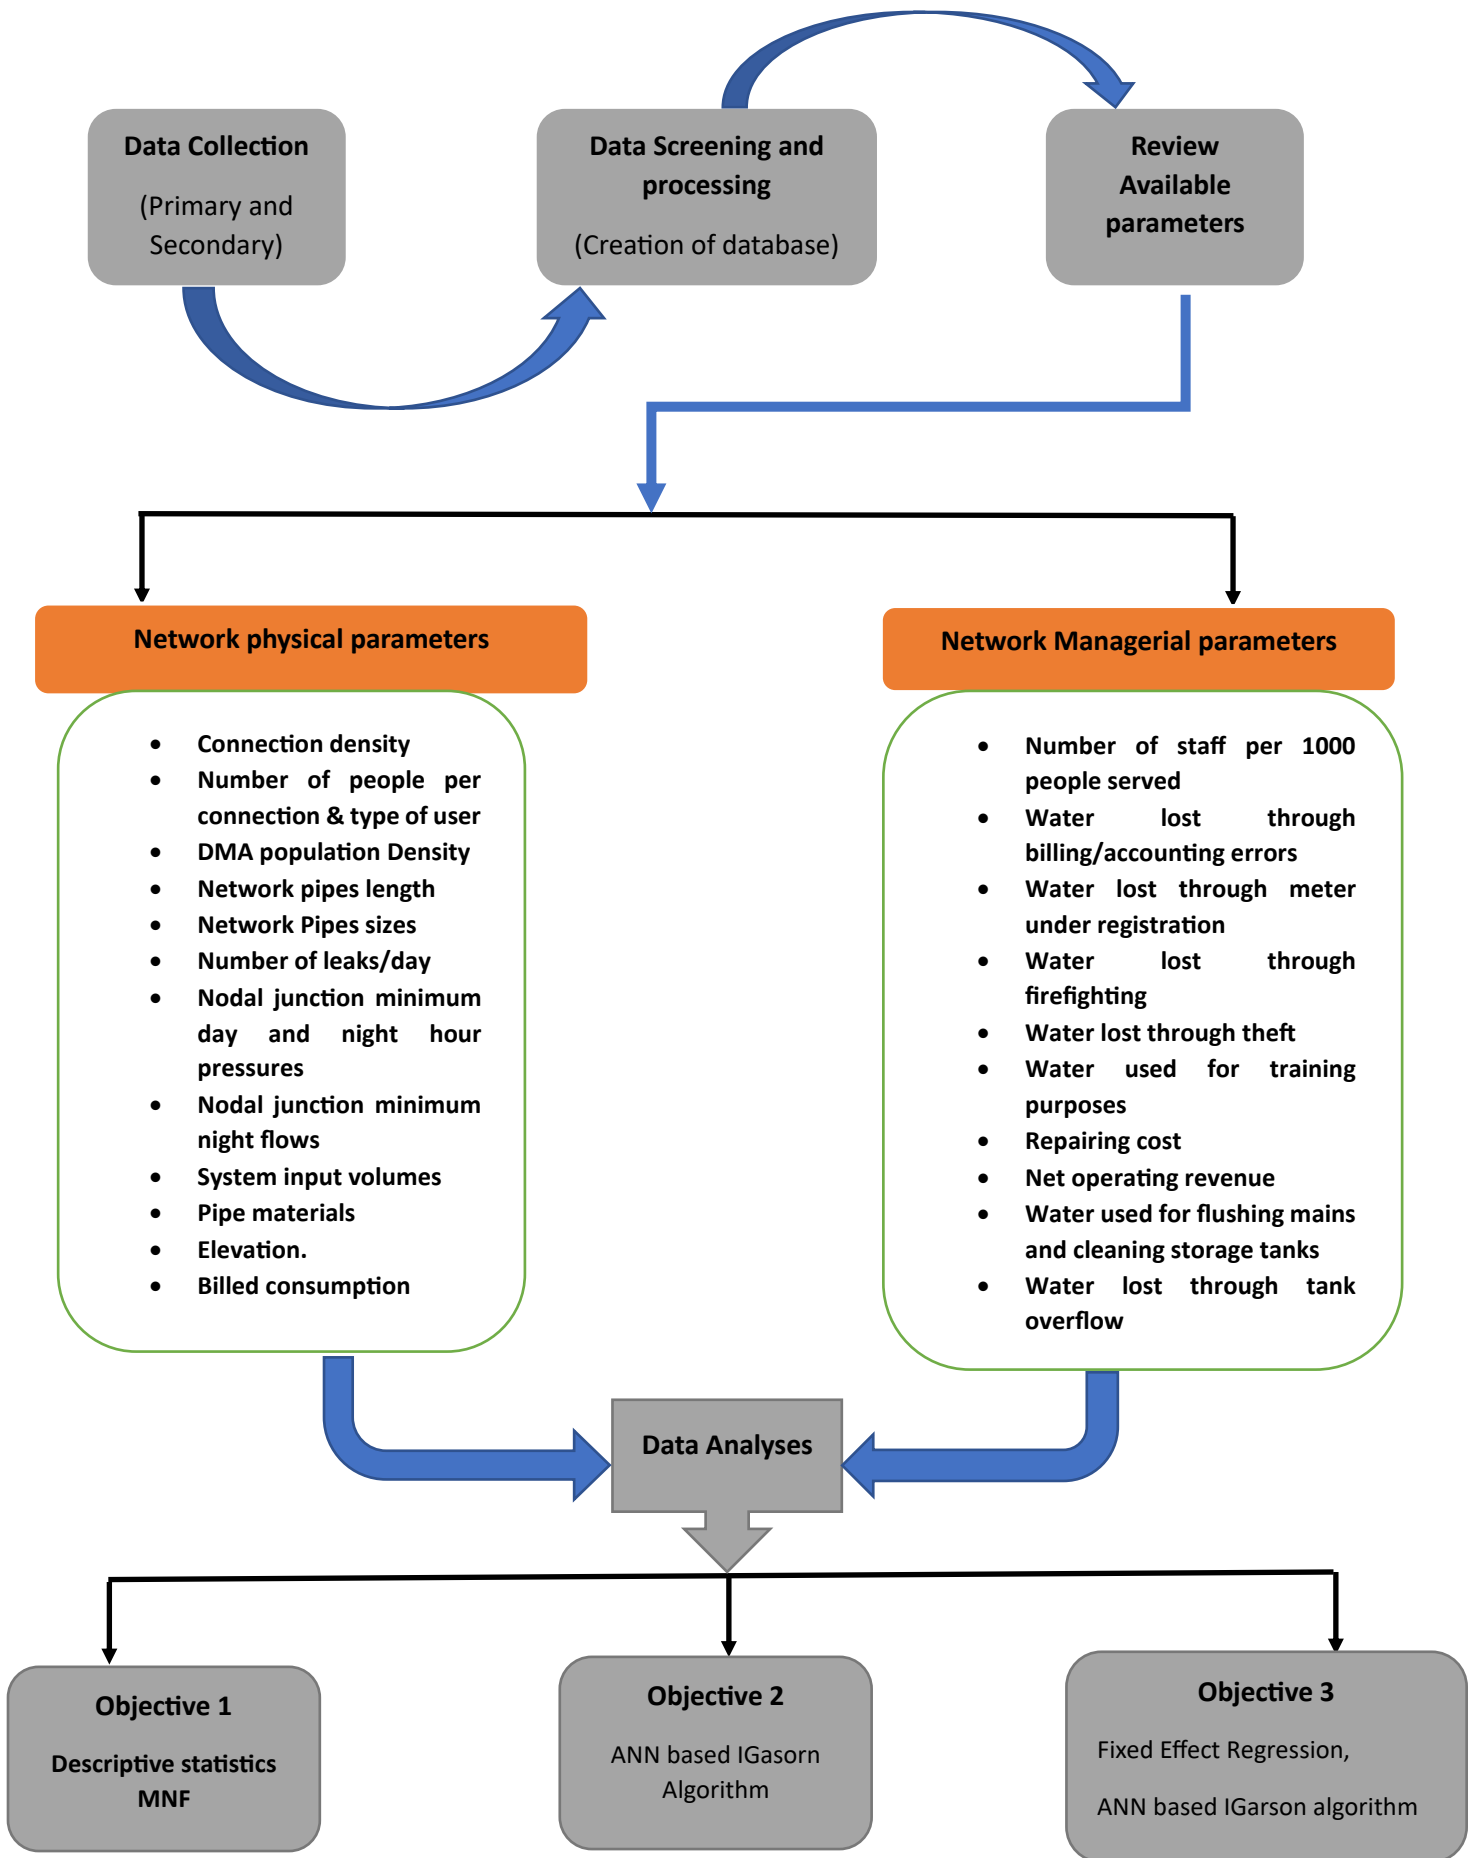 Data Collection
(Primary and
Secondary)
Data Screening and
processing
(Creation of database)
Review
Available
parameters
Network physical parameters
• Connection density
• Number of people per
connection & type of user
• DMA population Density
• Network pipes length
• Network Pipes sizes
• Number of leaks/day
• Nodal junction minimum
day and night hour
pressures
• Nodal junction minimum
night flows
• System input volumes
• Pipe materials
• Elevation.
• Billed consumption
Network Managerial parameters
• Number of staff per 1000
people served
• Water lost through
billing/accounting errors
• Water lost through meter
under registration
• Water lost through
firefighting
• Water lost through theft
• Water used for training
purposes
• Repairing cost
• Net operating revenue
• Water used for flushing mains
and cleaning storage tanks
• Water lost through tank
overflow
Data Analyses
Objective 1
Descriptive statistics
MNF
Objective 2
ANN based IGasorn
Algorithm
Objective 3
Fixed Effect Regression,
ANN based IGarson algorithm